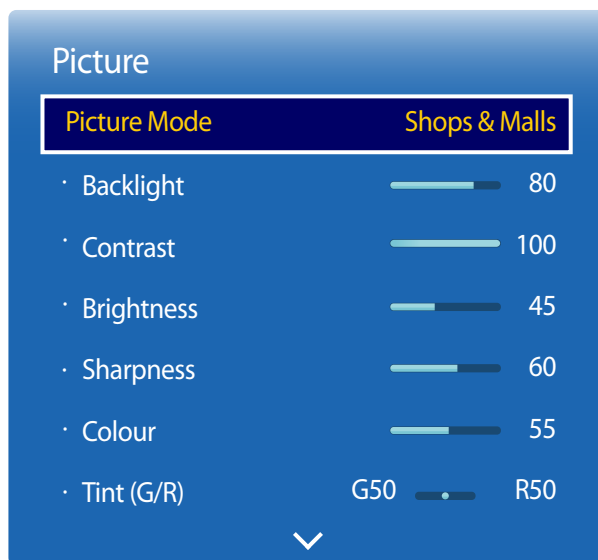 Picture
Picture Mode Shops & Malls
· Backlight 80
· Contrast 100
· Brightness 45
· Sharpness 60
· Colour 55
· Tint (G/R) G50 R50